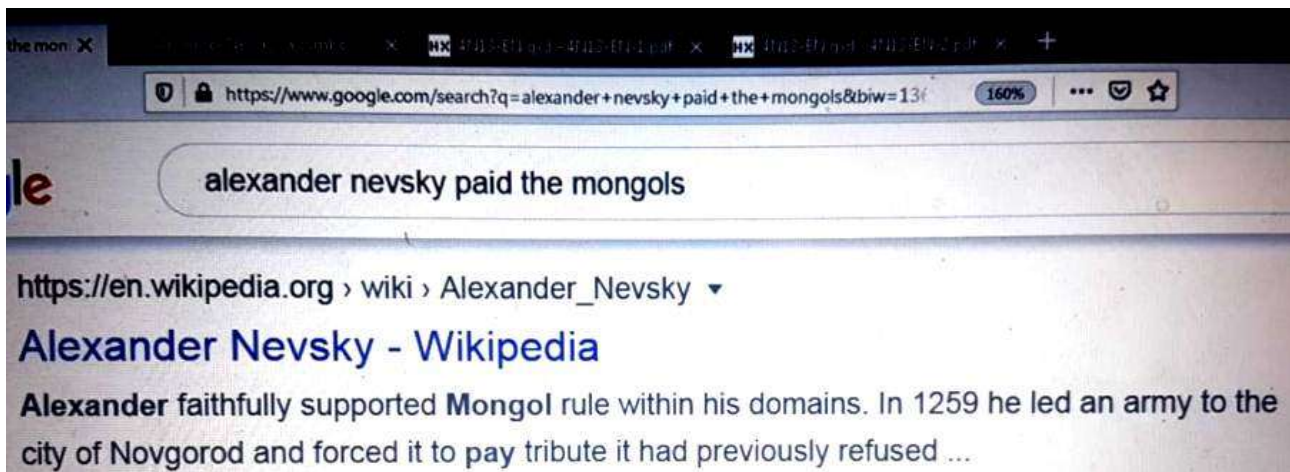 the mon
HX
HX
https://www.google.com/search?q=alexander+nevsky+paid+the+mongols&biw=13
160%
le
alexander nevsky paid the mongols
https://en.wikipedia.org › wiki › Alexander_Nevsky
Alexander Nevsky - Wikipedia
Alexander faithfully supported Mongol rule within his domains. In 1259 he led an army to the
city of Novgorod and forced it to pay tribute it had previously refused ...